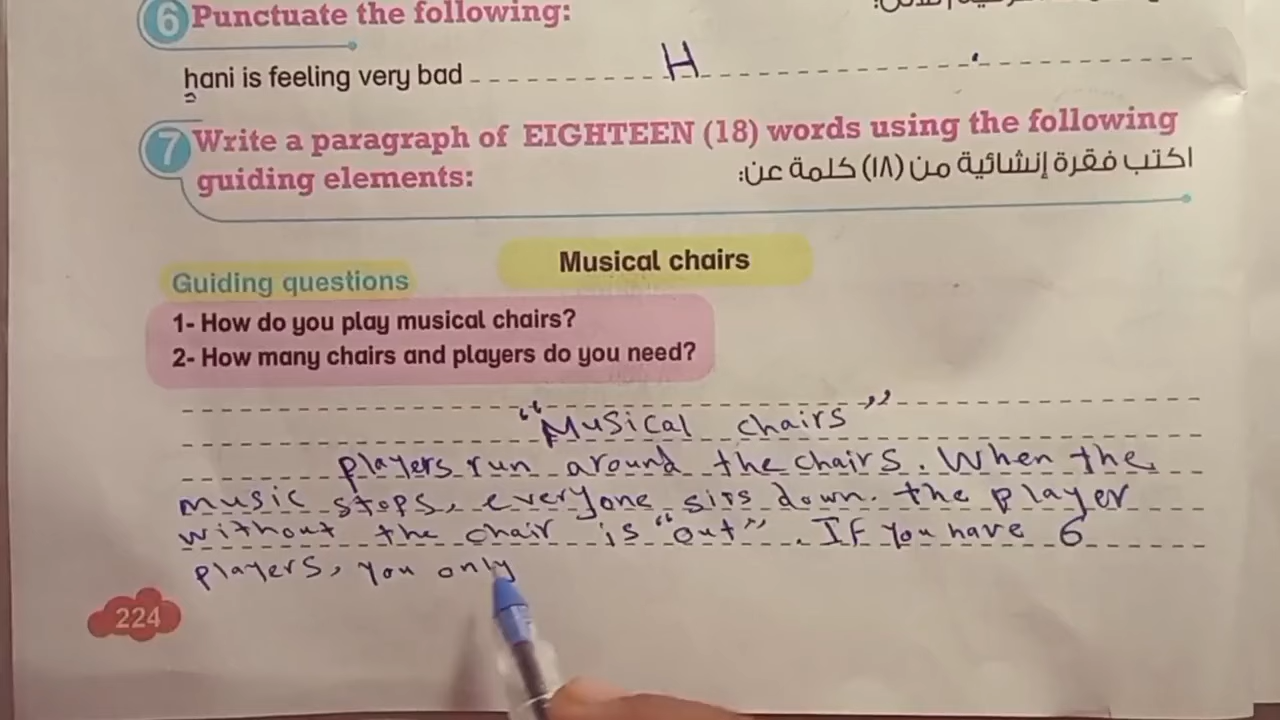 6 Punctuate the following:
hani is feeling very bad H .
7 Write a paragraph of EIGHTEEN (18) words using the following
guiding elements:
اكتب فقرة إنشائية من (١٨) كلمة عن:
Musical chairs
Guiding questions
1- How do you play musical chairs?
2- How many chairs and players do you need?
"Musical chairs"
players run around the chairs. When the
music stops, everyone sits down. the player
without the chair is "out". If you have 6
players, you only
224